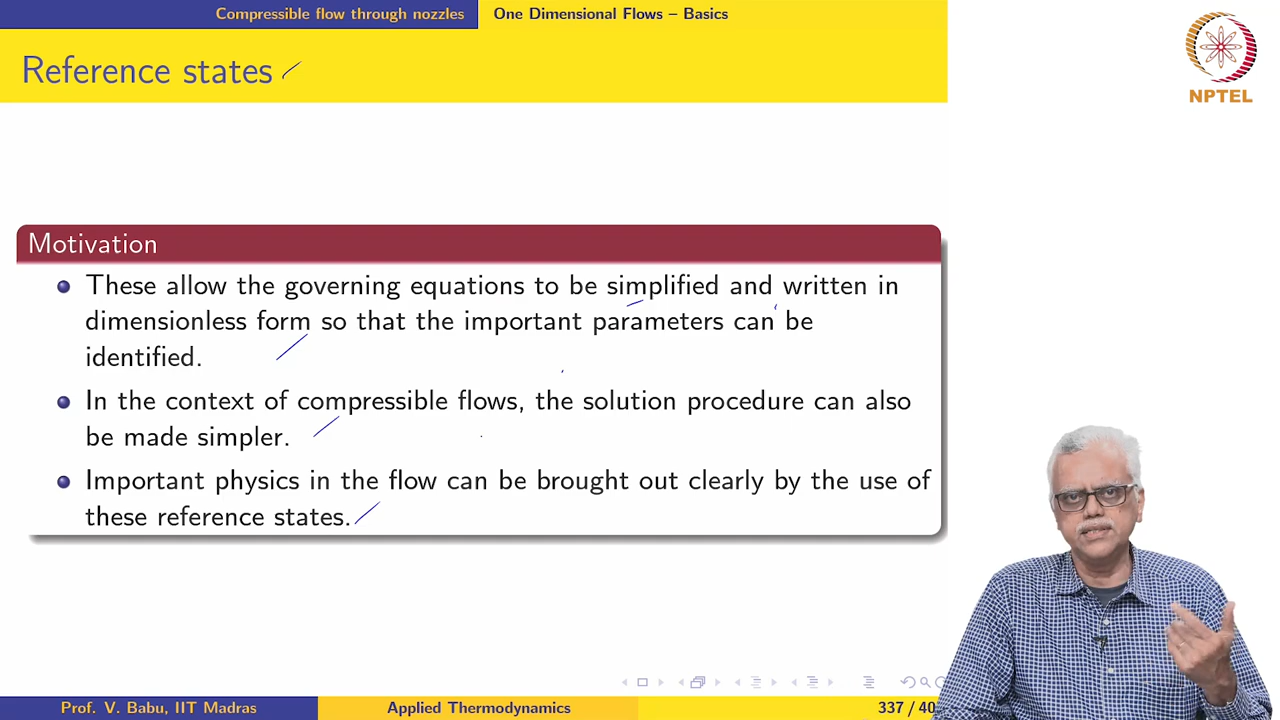 Compressible flow through nozzles One Dimensional Flows – Basics
Reference states
NPTEL
Motivation
These allow the governing equations to be simplified and written in
dimensionless form so that the important parameters can be
identified.
In the context of compressible flows, the solution procedure can also
be made simpler.
Important physics in the flow can be brought out clearly by the use of
these reference states.
Prof. V. Babu, IIT Madras Applied Thermodynamics 337 / 40